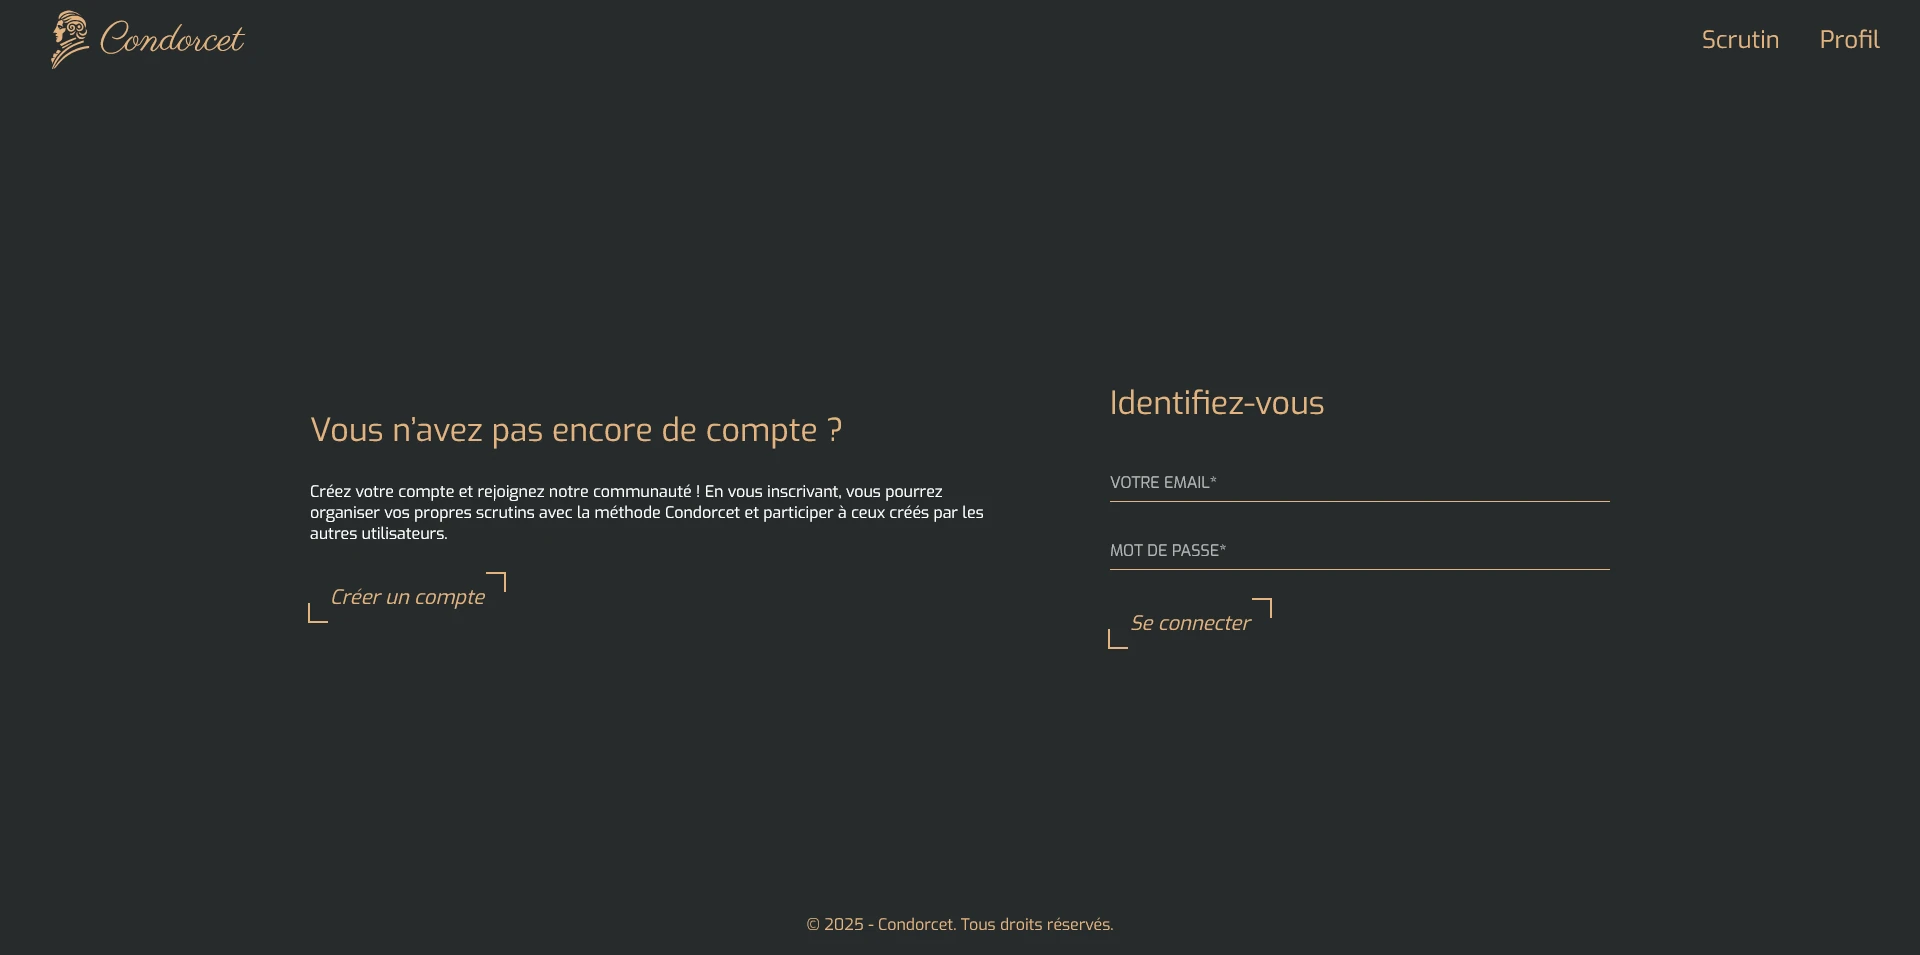 Condorcet
Scrutin
Profil
Vous n’avez pas encore de compte ?
Créez votre compte et rejoignez notre communauté ! En vous inscrivant, vous pourrez
organiser vos propres scrutins avec la méthode Condorcet et participer à ceux créés par les
autres utilisateurs.
Créer un compte
Identifiez-vous
VOTRE EMAIL*
MOT DE PASSE*
Se connecter
© 2025 - Condorcet. Tous droits réservés.